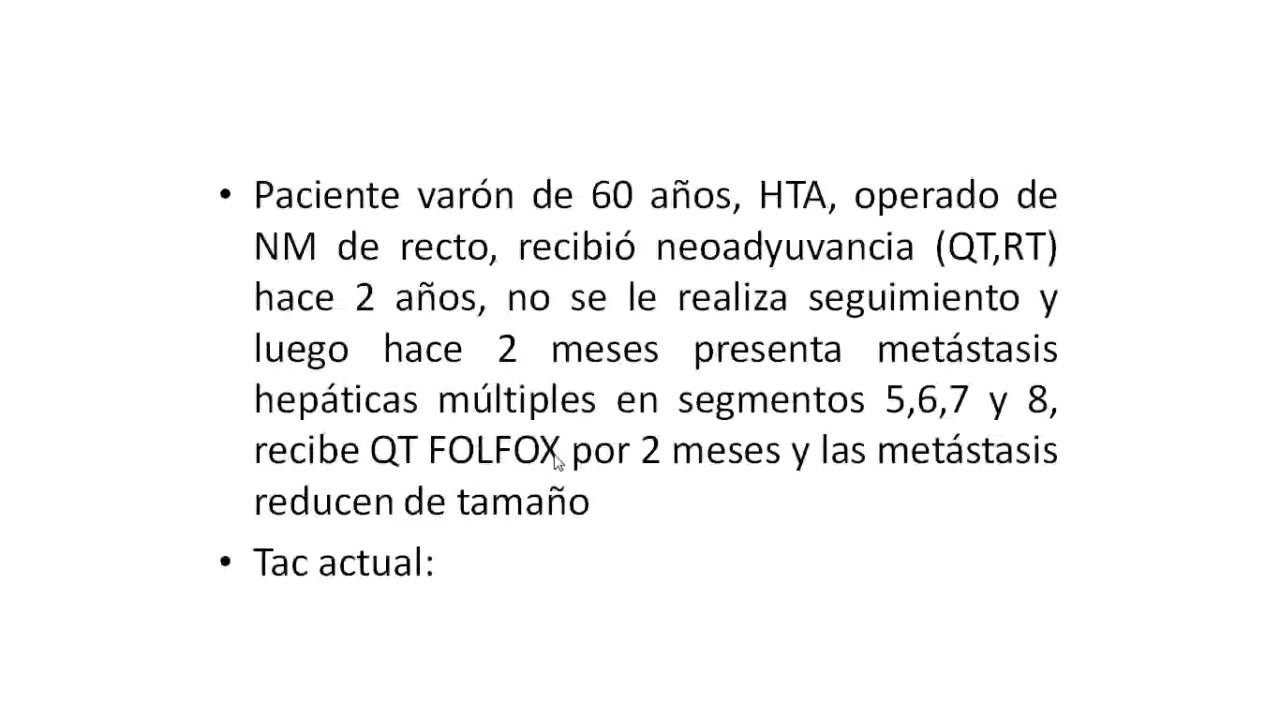 • Paciente varón de 60 años, HTA, operado de
NM de recto, recibió neoadyuvancia (QT,RT)
hace 2 años, no se le realiza seguimiento y
luego hace 2 meses presenta metástasis
hepáticas múltiples en segmentos 5,6,7 y 8,
recibe QT FOLFOX por 2 meses y las metástasis
reducen de tamaño
• Tac actual: